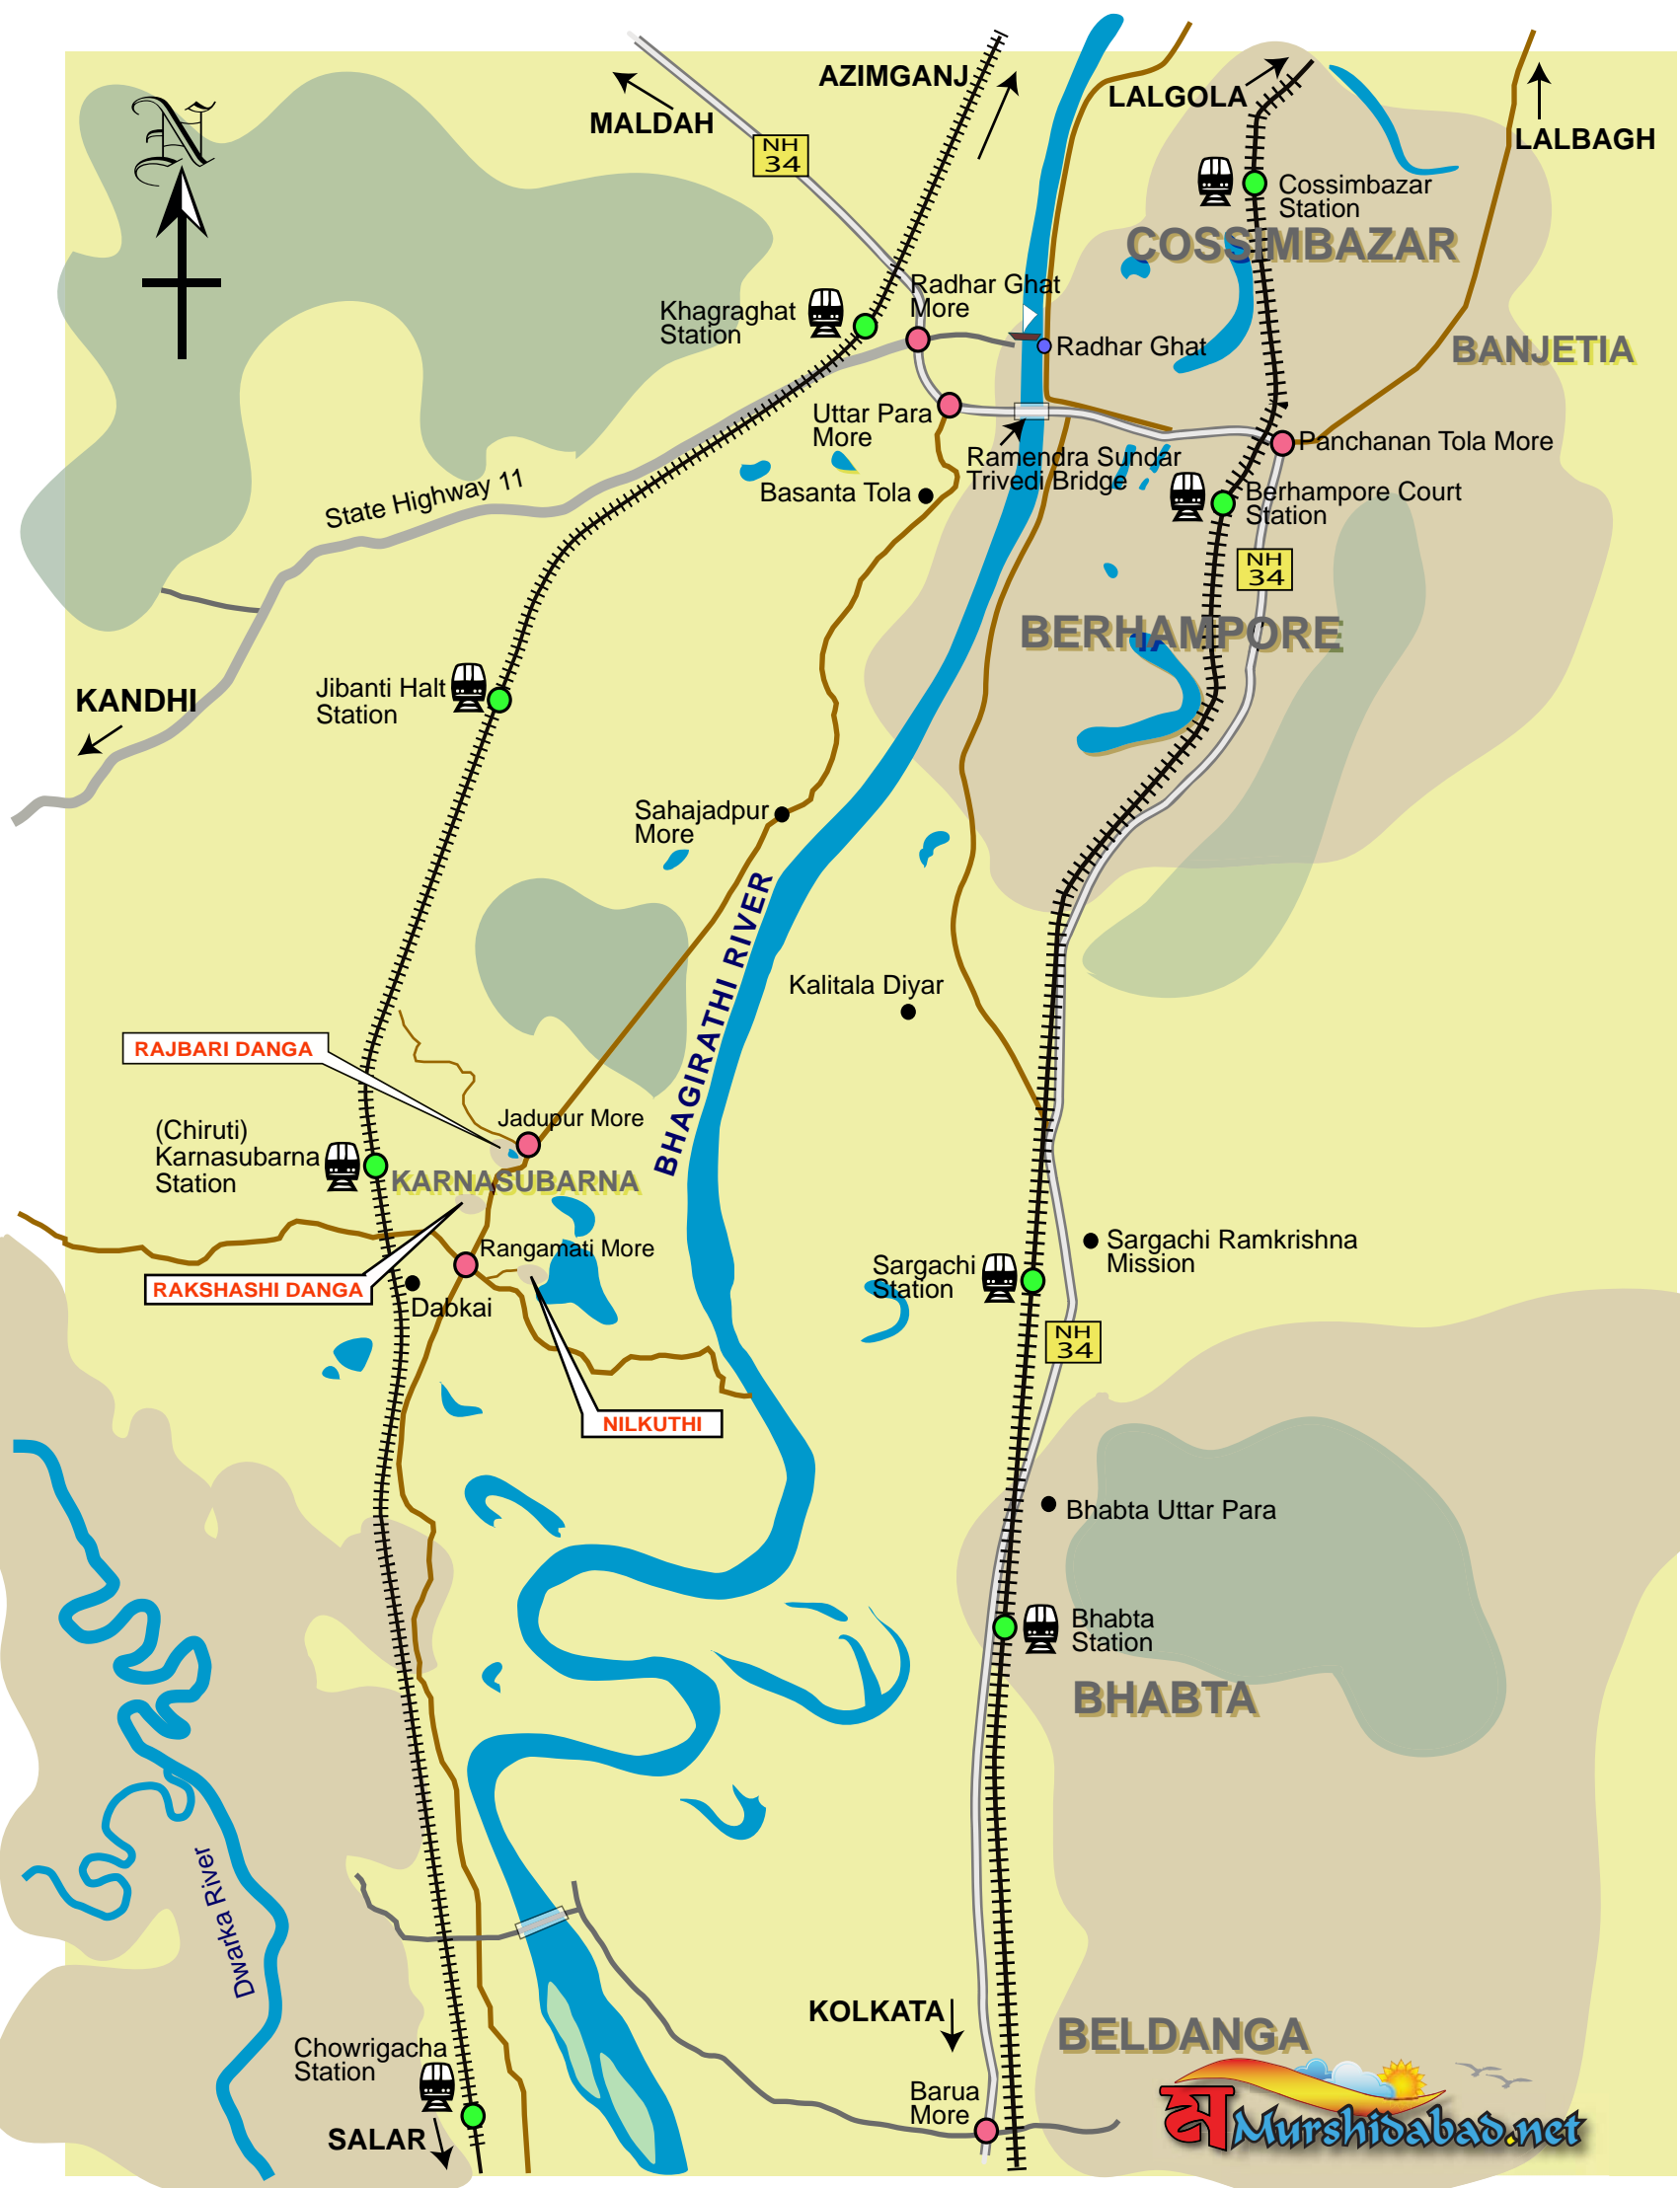 N
MALDAH
NH
34
AZIMGANJ
LALGOLA
LALBAGH
Cossimbazar
Station
COSSIMBAZAR
Khagraghat
Station
Radhar Ghat
More
Radhar Ghat
BANJETIA
Uttar Para
More
Ramendra Sundar
Trivedi Bridge
Panchanan Tola More
Basanta Tola
State Highway 11
Berhampore Court
Station
NH
34
BERHAMPORE
KANDHI
Jibanti Halt
Station
Sahajadpur
More
BHAGIRATHI RIVER
Kalitala Diyar
RAJBARI DANGA
Jadupur More
(Chiruti)
Karnasubarna
Station
KARNASUBARNA
Rangamati More
RAKSHASHI DANGA
Dabkai
Sargachi Ramkrishna
Mission
Sargachi
Station
NH
34
NILKUTHI
Bhabta Uttar Para
Bhabta
Station
BHABTA
Dwarka River
KOLKATA
BELDANGA
Chowrigacha
Station
SALAR
Barua
More
ম Murshidabad.net